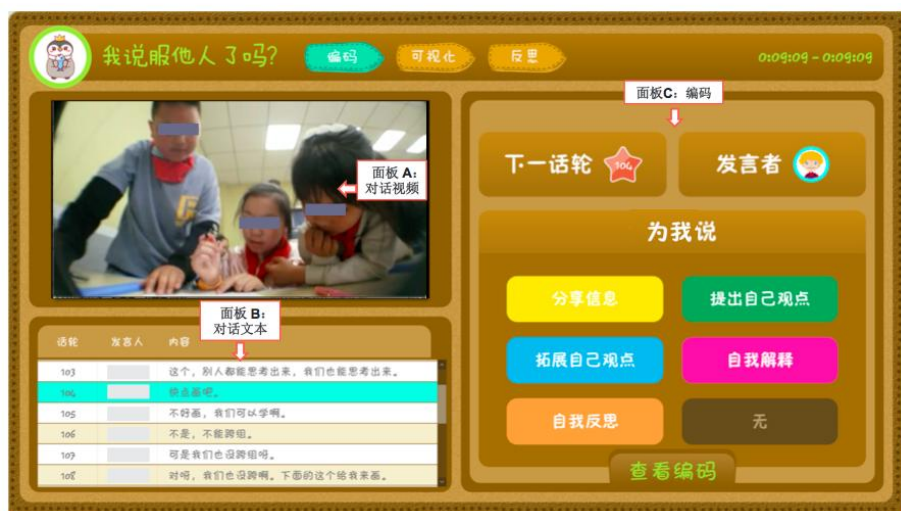 我说服他人了吗?
编码
可视化
反思
0:09:09 - 0:09:09
面板 A:
对话视频
面板 B:
对话文本
话轮 发言人 内容
103 这个，别人都能思考出来，我们也能思考出来。
104 快点画吧。
105 不好画，我们可以学啊。
106 不是，不能跨组。
107 可是我们也没跨组呀。
108 对呀，我们也没跨啊。下面的这个给我来画。
面板C：编码
下一话轮 104
发言者
为我说
分享信息 提出自己观点
拓展自己观点 自我解释
自我反思 无
查看编码